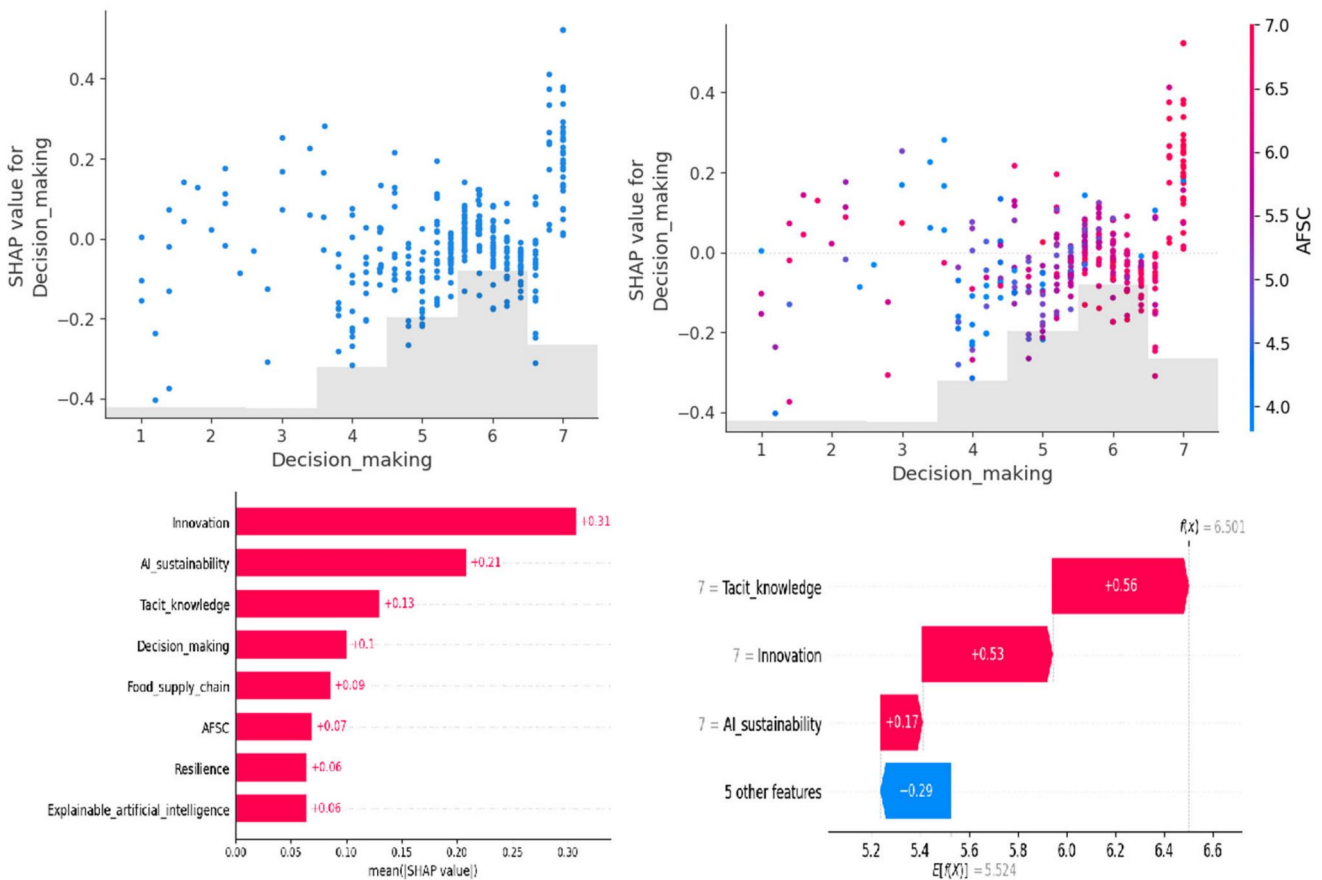 SHAP value for
Decision_making
0.4
0.2
0.0
−0.2
−0.4
1 2 3 4 5 6 7
Decision_making
SHAP value for
Decision_making
0.4
0.2
0.0
−0.2
−0.4
1 2 3 4 5 6 7
Decision_making
7.0
6.5
6.0
5.5
5.0
4.5
4.0
AFSC
Innovation +0.31
AI_sustainability +0.21
Tacit_knowledge +0.13
Decision_making +0.1
Food_supply_chain +0.09
AFSC +0.07
Resilience +0.06
Explainable_artificial_intelligence +0.06
0.00 0.05 0.10 0.15 0.20 0.25 0.30
mean(|SHAP value|)
f(x) = 6.501
7 = Tacit_knowledge +0.56
7 = Innovation +0.53
7 = AI_sustainability +0.17
5 other features −0.29
5.2 5.4 5.6 5.8 6.0 6.2 6.4 6.6
E[f(X)] = 5.524